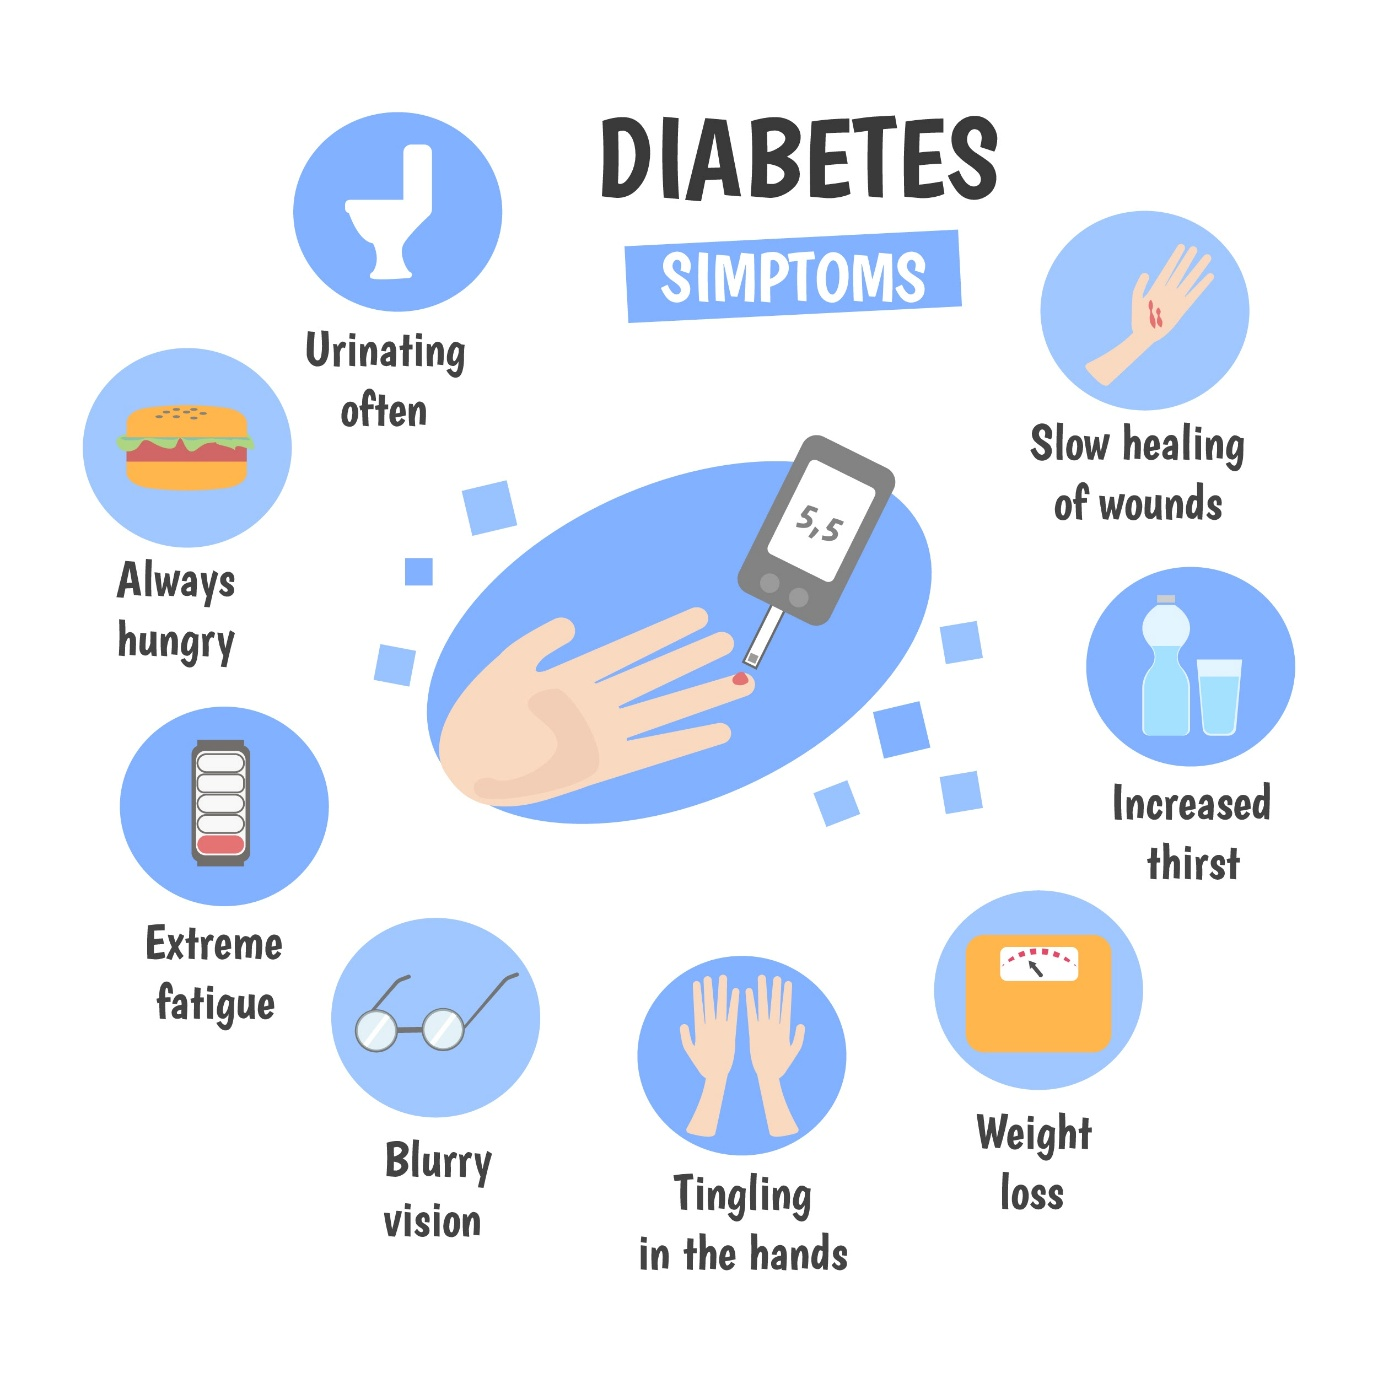 DIABETES
SIMPTOMS
Urinating
often
Slow healing
of wounds
Always
hungry
5,5
Increased
thirst
Extreme
fatigue
Blurry
vision
Tingling
in the hands
Weight
loss